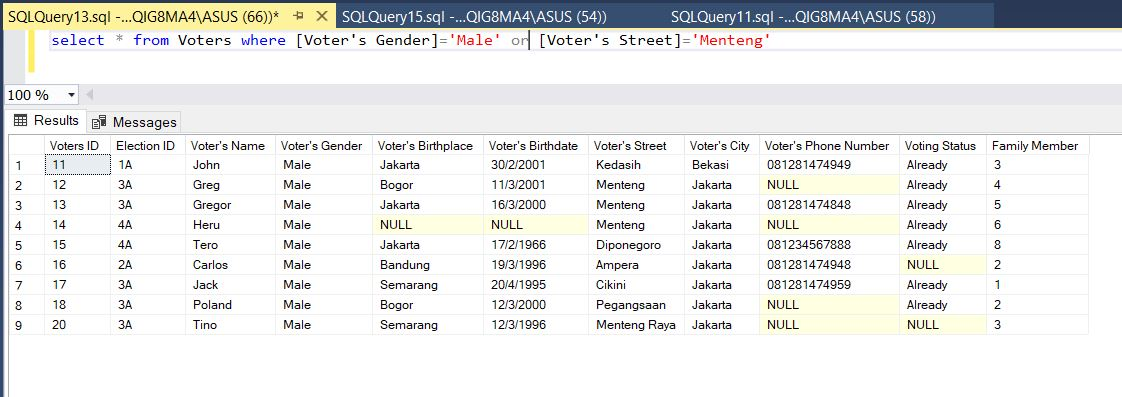 SQLQuery13.sql -...QIG8MA4\ASUS (66))* SQLQuery15.sql -...QIG8MA4\ASUS (54)) SQLQuery11.sql -...QIG8MA4\ASUS (58))
select * from Voters where [Voter's Gender]='Male' or [Voter's Street]='Menteng'
100 %
Results Messages
Voters ID Election ID Voter's Name Voter's Gender Voter's Birthplace Voter's Birthdate Voter's Street Voter's City Voter's Phone Number Voting Status Family Member
1 11 1A John Male Jakarta 30/2/2001 Kedasih Bekasi 081281474949 Already 3
2 12 3A Greg Male Bogor 11/3/2001 Menteng Jakarta NULL Already 4
3 13 3A Gregor Male Jakarta 16/3/2000 Menteng Jakarta 081281474848 Already 5
4 14 4A Heru Male NULL NULL Menteng Jakarta NULL Already 6
5 15 4A Tero Male Jakarta 17/2/1966 Diponegoro Jakarta 081234567888 Already 8
6 16 2A Carlos Male Bandung 19/3/1996 Ampera Jakarta 081281474948 NULL 2
7 17 3A Jack Male Semarang 20/4/1995 Cikini Jakarta 081281474959 Already 1
8 18 3A Poland Male Bogor 12/3/2000 Pegangsaan Jakarta NULL Already 2
9 20 3A Tino Male Semarang 12/3/1996 Menteng Raya Jakarta NULL NULL 3